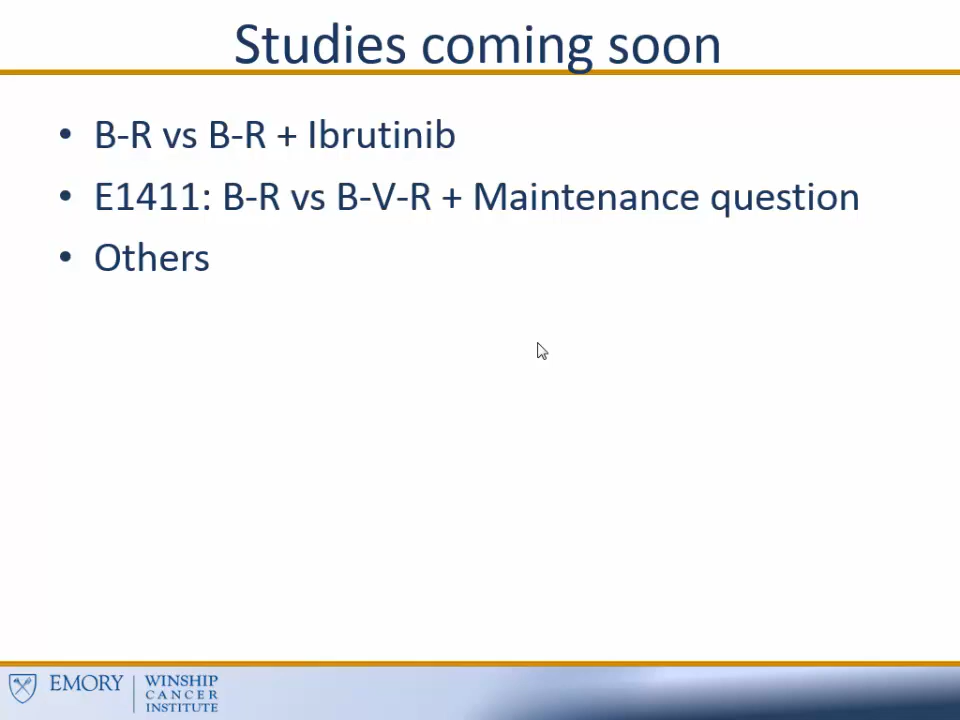 Studies coming soon
• B-R vs B-R + Ibrutinib
• E1411: B-R vs B-V-R + Maintenance question
• Others
EMORY
WINSHIP
CANCER
INSTITUTE